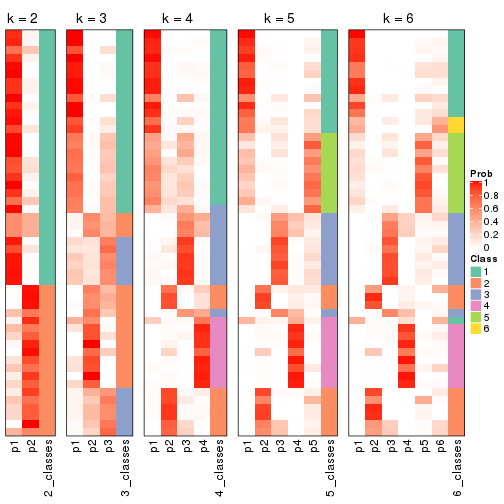 k = 2
k = 3
k = 4
k = 5
k = 6
p1
p2
2_classes
p1
p2
p3
3_classes
p1
p2
p3
p4
4_classes
p1
p2
p3
p4
p5
5_classes
p1
p2
p3
p4
p5
p6
6_classes
Prob
1
0.8
0.6
0.4
0.2
0
Class
1
2
3
4
5
6